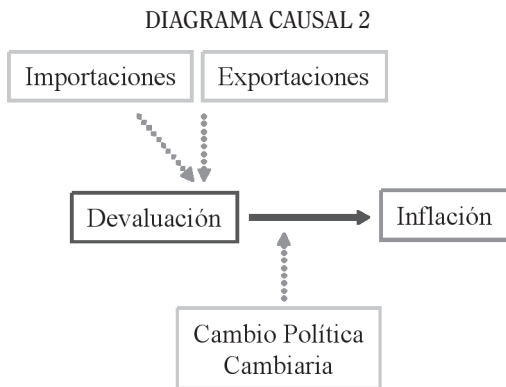 DIAGRAMA CAUSAL 2
Importaciones
Exportaciones
Devaluación
Inflación
Cambio Política
Cambiaria